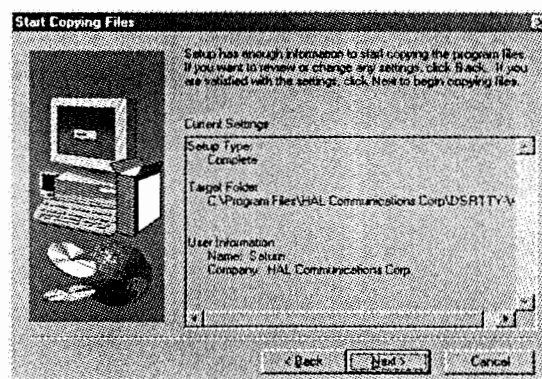 Start Copying Files
Setup has enough information to start copying the program files.
If you want to review or change any settings, click Back. If you
are satisfied with the settings, click Next to begin copying files.
Current Settings:
Setup Type:
Complete
Target Folder
C:\Program Files\HAL Communications Corp\DSRTTY-
User Information
Name: Saturn
Company: HAL Communications Corp.
< Back
Next >
Cancel